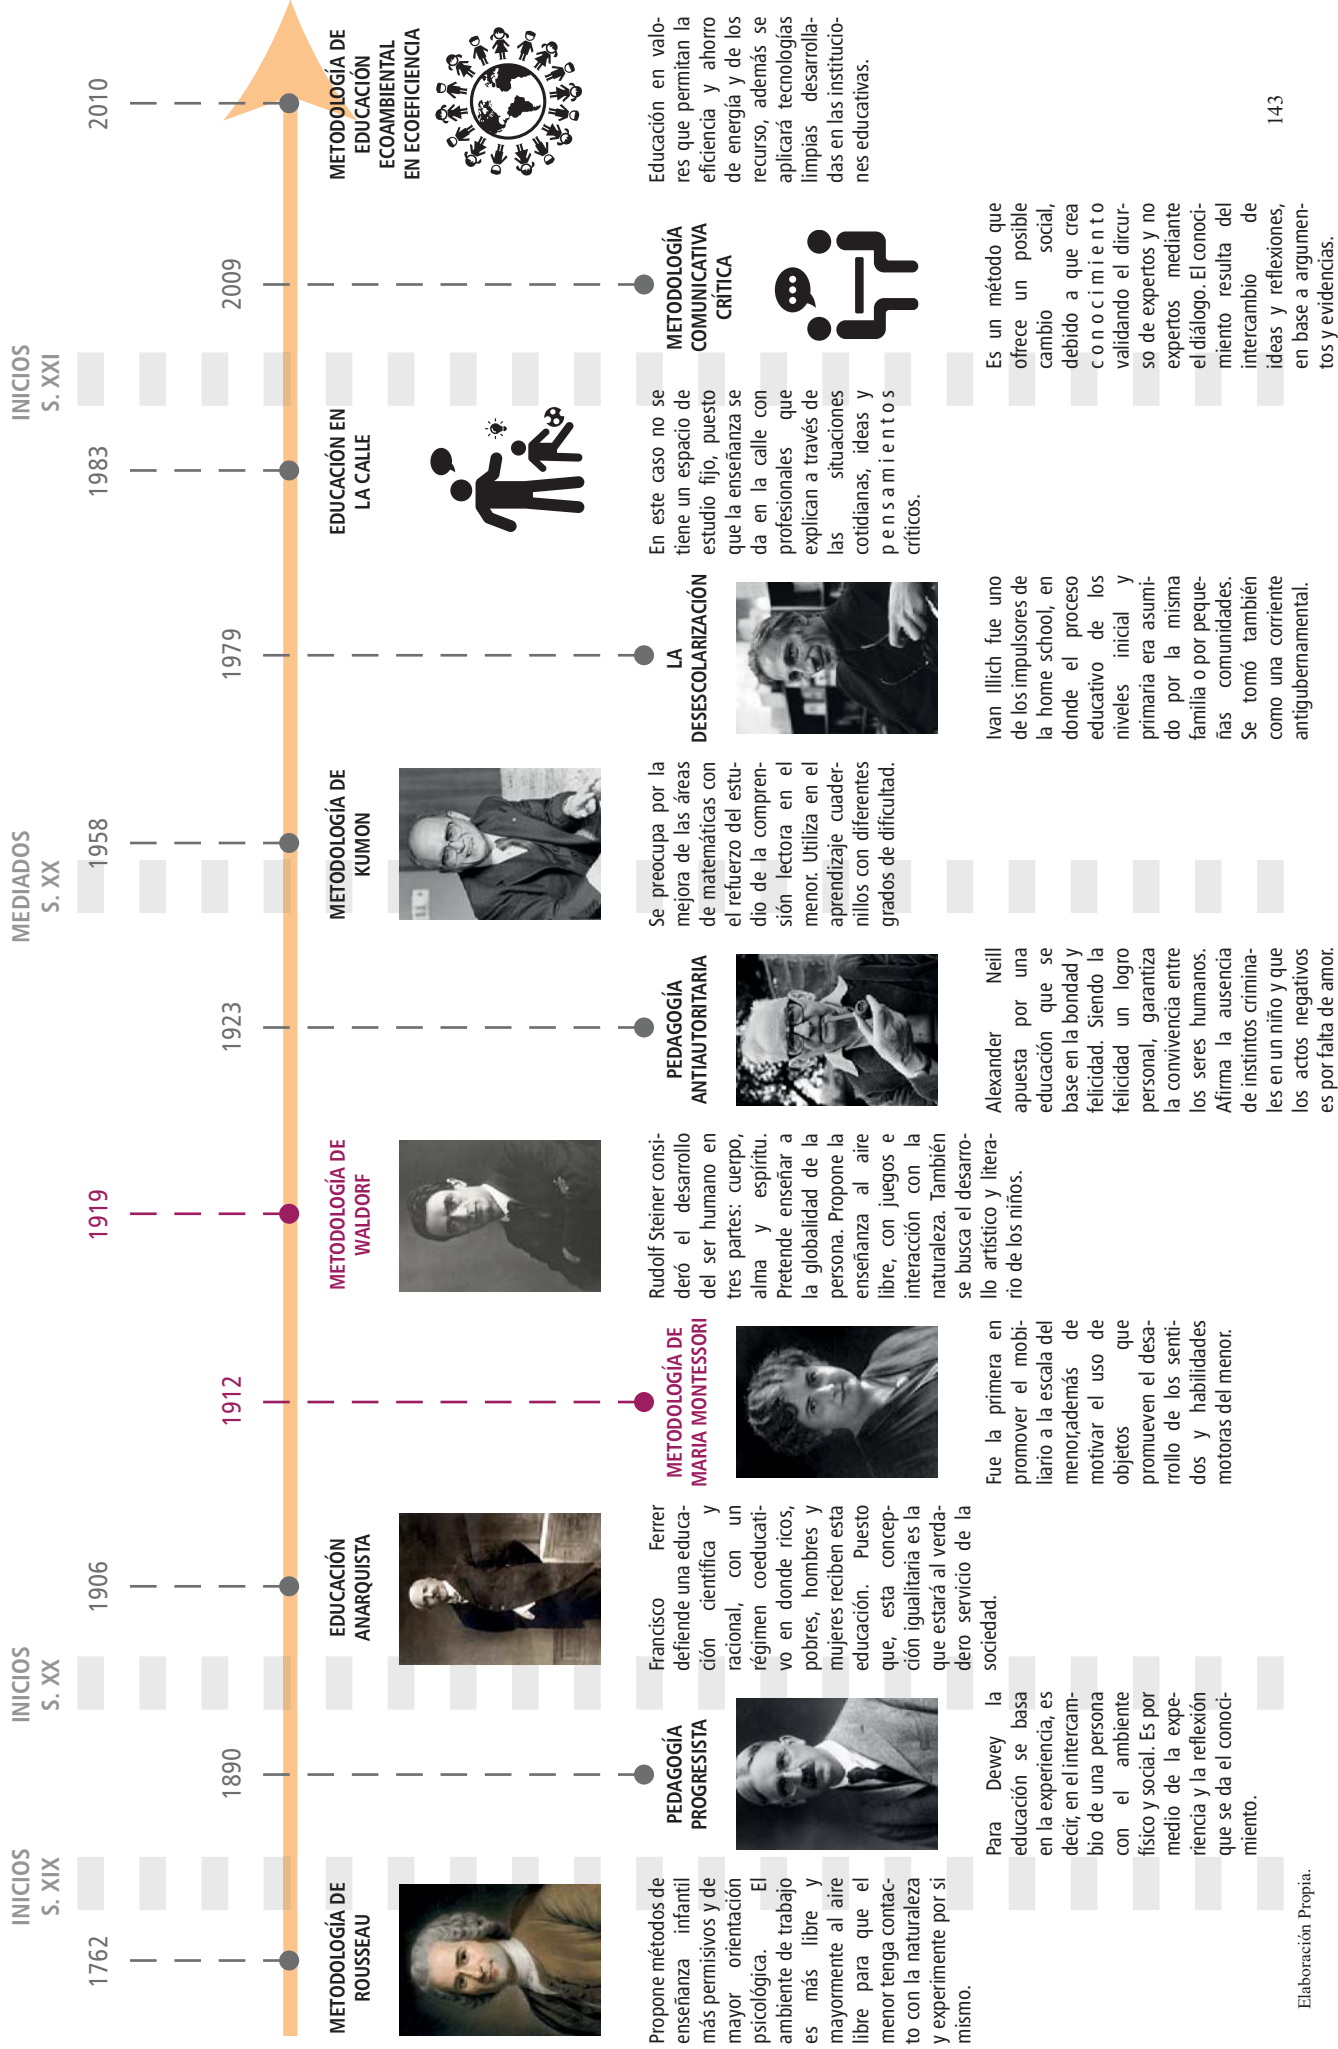 INICIOS
S. XIX
INICIOS
S. XX
MEDIADOS
S. XX
INICIOS
S. XXI
1762
METODOLOGÍA DE
ROUSSEAU
Propone métodos de
enseñanza infantil
más permisivos y de
mayor orientación
psicológica. El
ambiente de trabajo
es más libre y
mayormente al aire
libre para que el
menor tenga contac-
to con la naturaleza
y experimente por si
mismo.
1890
PEDAGOGÍA
PROGRESISTA
Para Dewey la
educación se basa
en la experiencia, es
decir, en el intercam-
bio de una persona
con el ambiente
físico y social. Es por
medio de la expe-
riencia y la reflexión
que se da el conoci-
miento.
1906
EDUCACIÓN
ANARQUISTA
Francisco Ferrer
defiende una educa-
ción científica y
racional, con un
régimen coeducati-
vo en donde ricos,
pobres, hombres y
mujeres reciben esta
educación. Puesto
que, esta concep-
ción igualitaria es la
que estará al verda-
dero servicio de la
sociedad.
1912
METODOLOGÍA DE
MARIA MONTESSORI
Fue la primera en
promover el mobi-
liario a la escala del
menor,además de
motivar el uso de
objetos que
promueven el desa-
rrollo de los senti-
dos y habilidades
motoras del menor.
1919
METODOLOGÍA DE
WALDORF
Rudolf Steiner consi-
deró el desarrollo
del ser humano en
tres partes: cuerpo,
alma y espíritu.
Pretende enseñar a
la globalidad de la
persona. Propone la
enseñanza al aire
libre, con juegos e
interacción con la
naturaleza. También
se busca el desarro-
llo artístico y litera-
rio de los niños.
1923
PEDAGOGÍA
ANTIAUTORITARIA
Alexander Neill
apuesta por una
educación que se
base en la bondad y
felicidad. Siendo la
felicidad un logro
personal, garantiza
la convivencia entre
los seres humanos.
Afirma la ausencia
de instintos crimina-
les en un niño y que
los actos negativos
es por falta de amor.
1958
METODOLOGÍA DE
KUMON
Se preocupa por la
mejora de las áreas
de matemáticas con
el refuerzo del estu-
dio de la compren-
sión lectora en el
menor. Utiliza en el
aprendizaje cuader-
nillos con diferentes
grados de dificultad.
1979
LA
DESESCOLARIZACIÓN
Ivan Illich fue uno
de los impulsores de
la home school, en
donde el proceso
educativo de los
niveles inicial y
primaria era asumi-
do por la misma
familia o por peque-
ñas comunidades.
Se tomó también
como una corriente
antigubernamental.
1983
EDUCACIÓN EN
LA CALLE
En este caso no se
tiene un espacio de
estudio fijo, puesto
que la enseñanza se
da en la calle con
profesionales que
explican a través de
las situaciones
cotidianas, ideas y
pensamientos
críticos.
2009
METODOLOGÍA
COMUNICATIVA
CRÍTICA
Es un método que
ofrece un posible
cambio social,
debido a que crea
conocimiento
validando el dircur-
so de expertos y no
expertos mediante
el diálogo. El conoci-
miento resulta del
intercambio de
ideas y reflexiones,
en base a argumen-
tos y evidencias.
2010
METODOLOGÍA DE
EDUCACIÓN
ECOAMBIENTAL
EN ECOEFICIENCIA
Educación en valo-
res que permitan la
eficiencia y ahorro
de energía y de los
recurso, además se
aplicará tecnologías
limpias desarrolla-
das en las institucio-
nes educativas.
Elaboración Propia.
143